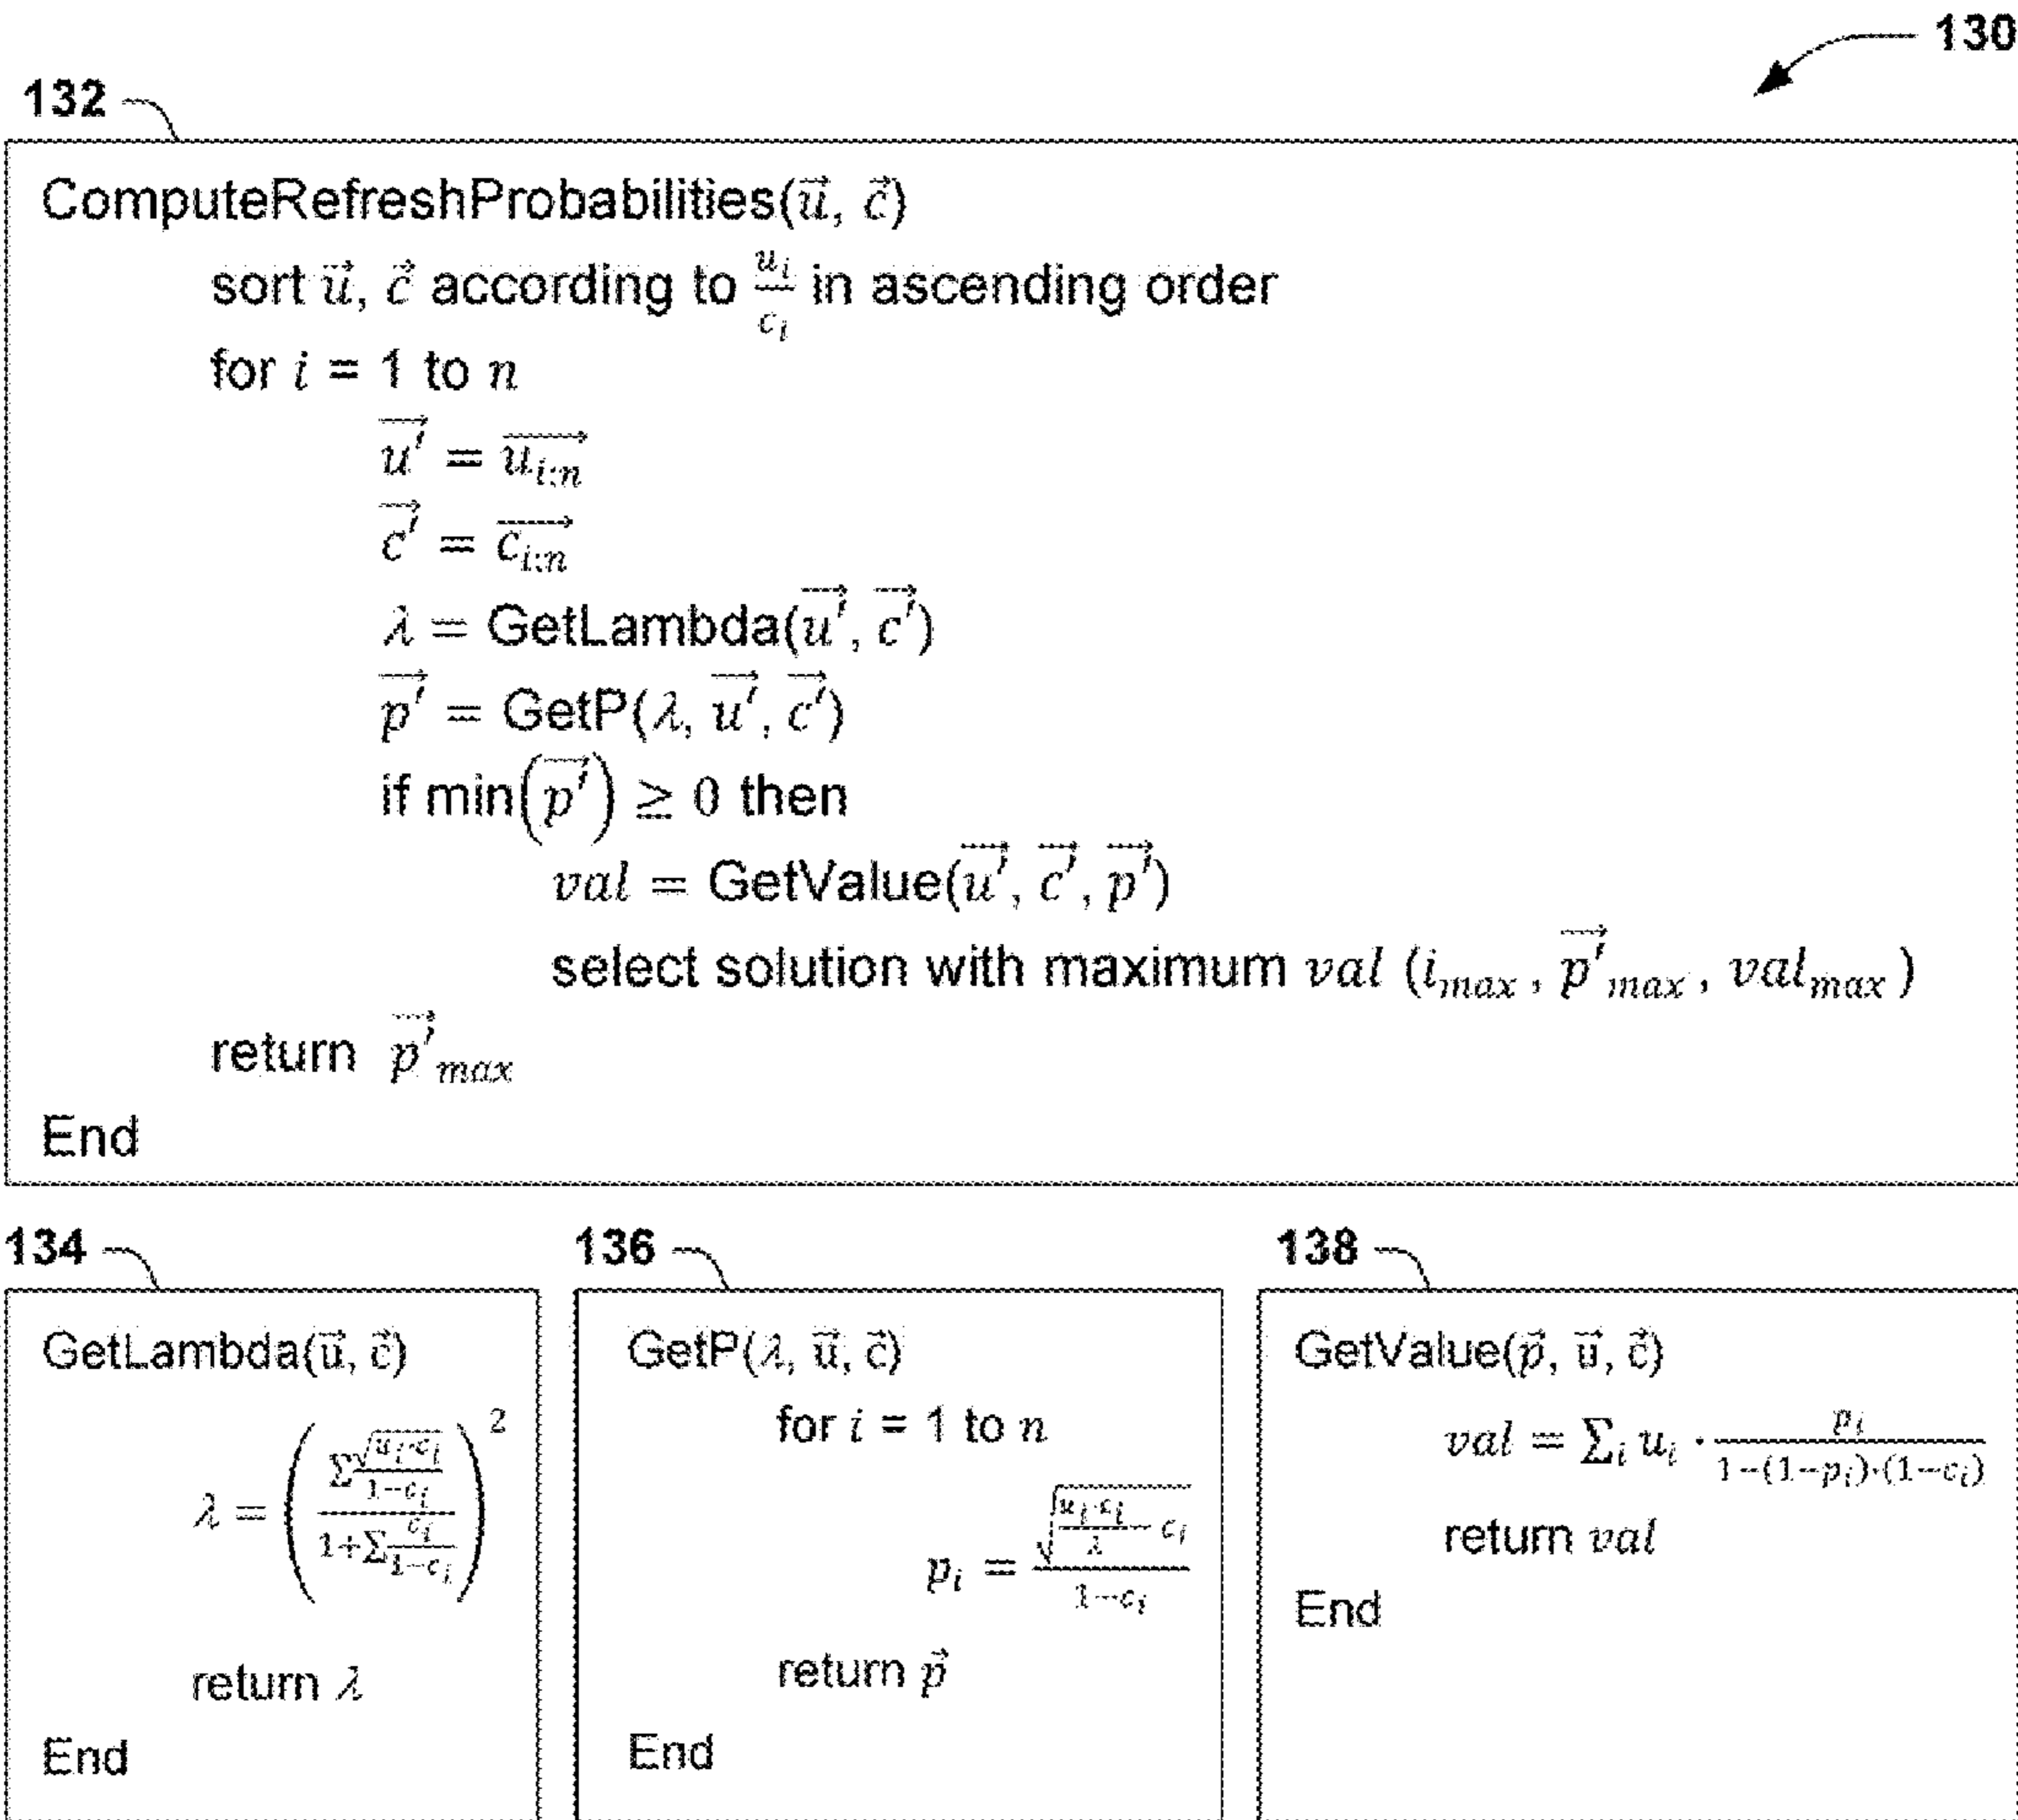 130
132
ComputeRefreshProbabilities(u⃗, c⃗)
sort u⃗, c⃗ according to u_i/c_i in ascending order
for i = 1 to n
u⃗' = u⃗_{i:n}
c⃗' = c⃗_{i:n}
λ = GetLambda(u⃗', c⃗')
p⃗' = GetP(λ, u⃗', c⃗')
if min(p⃗') ≥ 0 then
val = GetValue(u⃗', c⃗', p⃗')
select solution with maximum val (i_max, p⃗'_max, val_max)
return p⃗'_max
End
134
GetLambda(u⃗, c⃗)
λ = ((Σ √(u_i·c_i)/(1−c_i)) / (1+Σ c_i/(1−c_i)))²
return λ
End
136
GetP(λ, u⃗, c⃗)
for i = 1 to n
p_i = √((u_i·c_i)/λ − c_i) / (1−c_i)
return p⃗
End
138
GetValue(p⃗, u⃗, c⃗)
val = Σ_i u_i · p_i/(1−(1−p_i)·(1−c_i))
return val
End